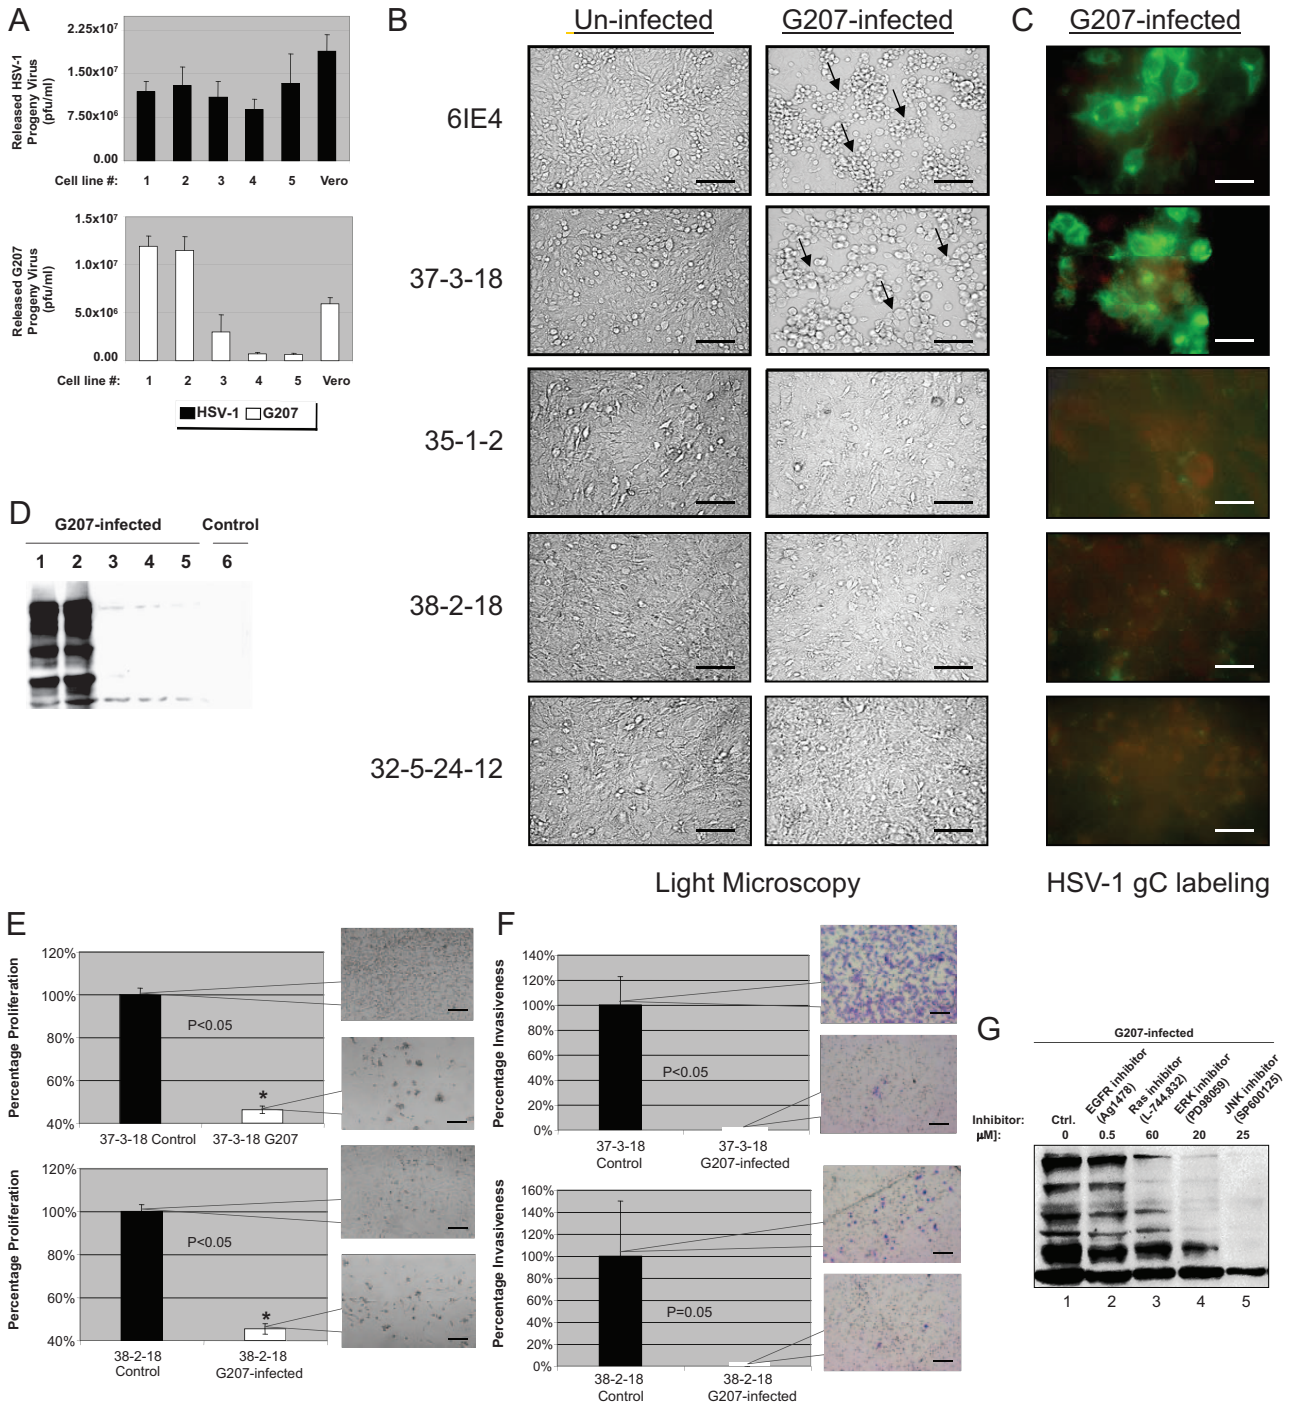 A
Released HSV-1
Progeny Virus
(pfu/ml)
2.25x10⁷
1.50x10⁷
7.50x10⁶
0.00
Cell line #: 1 2 3 4 5 Vero
Released G207
Progeny Virus
(pfu/ml)
1.5x10⁷
1.0x10⁷
5.0x10⁶
0.00
Cell line #: 1 2 3 4 5 Vero
HSV-1 G207
B
Un-infected G207-infected
6IE4
37-3-18
35-1-2
38-2-18
32-5-24-12
Light Microscopy
C
G207-infected
HSV-1 gC labeling
D
G207-infected Control
1 2 3 4 5 6
E
Percentage Proliferation
120%
100%
80%
60%
40%
P<0.05
*
37-3-18 Control 37-3-18 G207
Percentage Proliferation
120%
100%
80%
60%
40%
P<0.05
*
38-2-18
Control
38-2-18
G207-infected
F
Percentage Invasiveness
140%
120%
100%
80%
60%
40%
20%
0%
P<0.05
37-3-18
Control
37-3-18
G207-infected
Percentage Invasiveness
160%
140%
120%
100%
80%
60%
40%
20%
0%
P=0.05
38-2-18
Control
38-2-18
G207-infected
G
G207-infected
Inhibitor:
Ctrl.
EGFR inhibitor
(Ag1478)
Ras inhibitor
(L-744,832)
ERK inhibitor
(PD98059)
JNK inhibitor
(SP600125)
µM]: 0 0.5 60 20 25
1 2 3 4 5